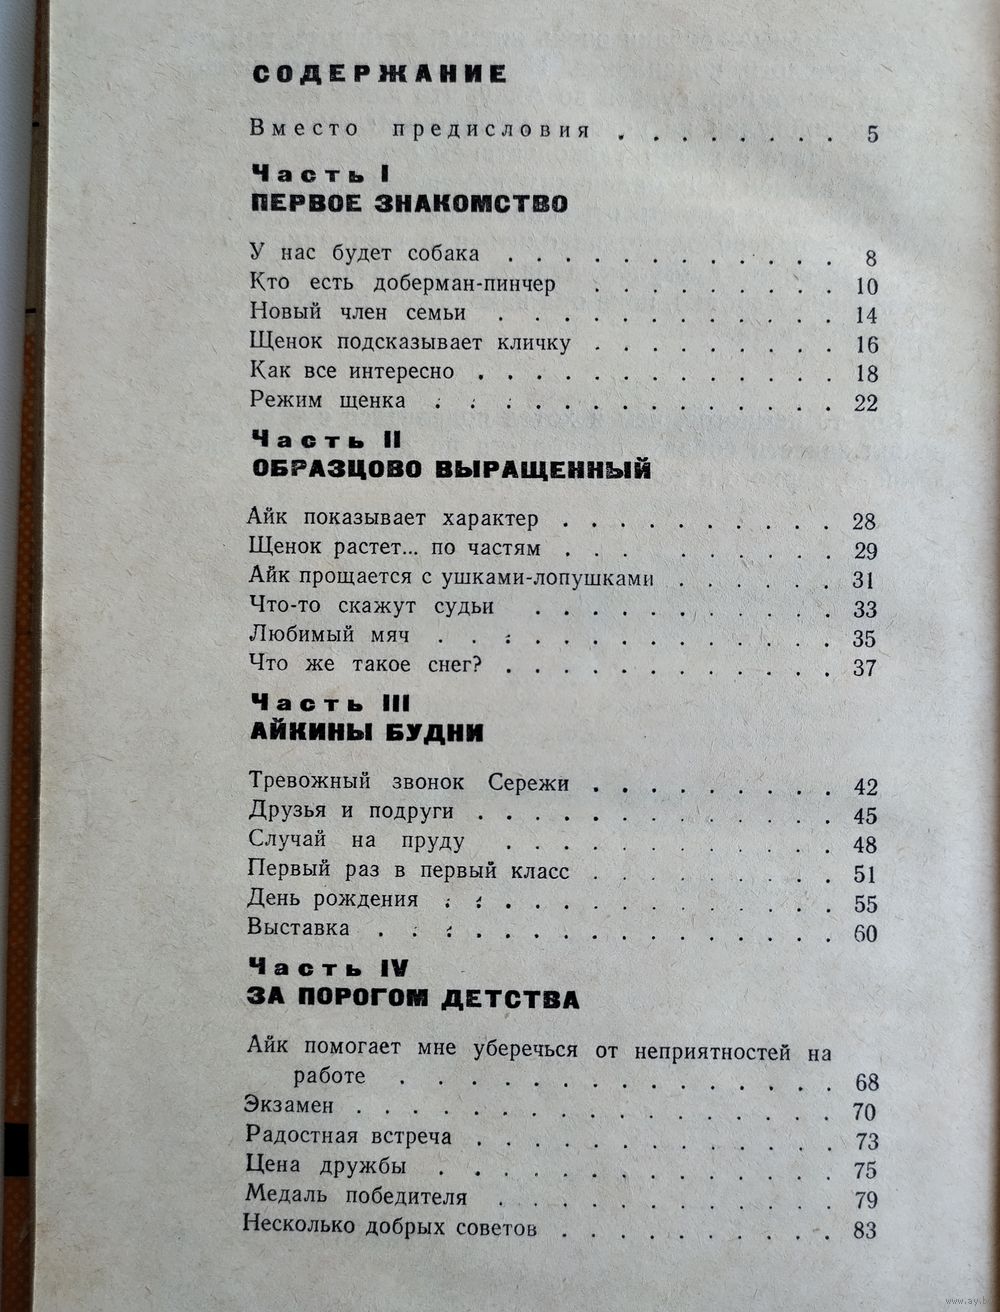 СОДЕРЖАНИЕ
Вместо предисловия . . . . . . . . 5
Часть I
ПЕРВОЕ ЗНАКОМСТВО
У нас будет собака . . . . . . . . . . . . 8
Кто есть доберман-пинчер . . . . . . . . . 10
Новый член семьи . . . . . . . . . . . . 14
Щенок подсказывает кличку . . . . . . . . . 16
Как все интересно . . . . . . . . . . . . . 18
Режим щенка . . . . . . . . . . . . . . 22
Часть II
ОБРАЗЦОВО ВЫРАЩЕННЫЙ
Айк показывает характер . . . . . . . . . . 28
Щенок растет... по частям . . . . . . . . . 29
Айк прощается с ушками-лопушками . . . . . . 31
Что-то скажут судьи . . . . . . . . . . . 33
Любимый мяч . . . . . . . . . . . . . . 35
Что же такое снег? . . . . . . . . . . . . 37
Часть III
АЙКИНЫ БУДНИ
Тревожный звонок Сережи . . . . . . . . . 42
Друзья и подруги . . . . . . . . . . . . . 45
Случай на пруду . . . . . . . . . . . . 48
Первый раз в первый класс . . . . . . . . . 51
День рождения . . . . . . . . . . . . . . 55
Выставка . . . . . . . . . . . . . . . . 60
Часть IV
ЗА ПОРОГОМ ДЕТСТВА
Айк помогает мне уберечься от неприятностей на
работе . . . . . . . . . . . . . . . 68
Экзамен . . . . . . . . . . . . . . . . . 70
Радостная встреча . . . . . . . . . . . . . 73
Цена дружбы . . . . . . . . . . . . . . 75
Медаль победителя . . . . . . . . . . . . 79
Несколько добрых советов . . . . . . . . . . 83